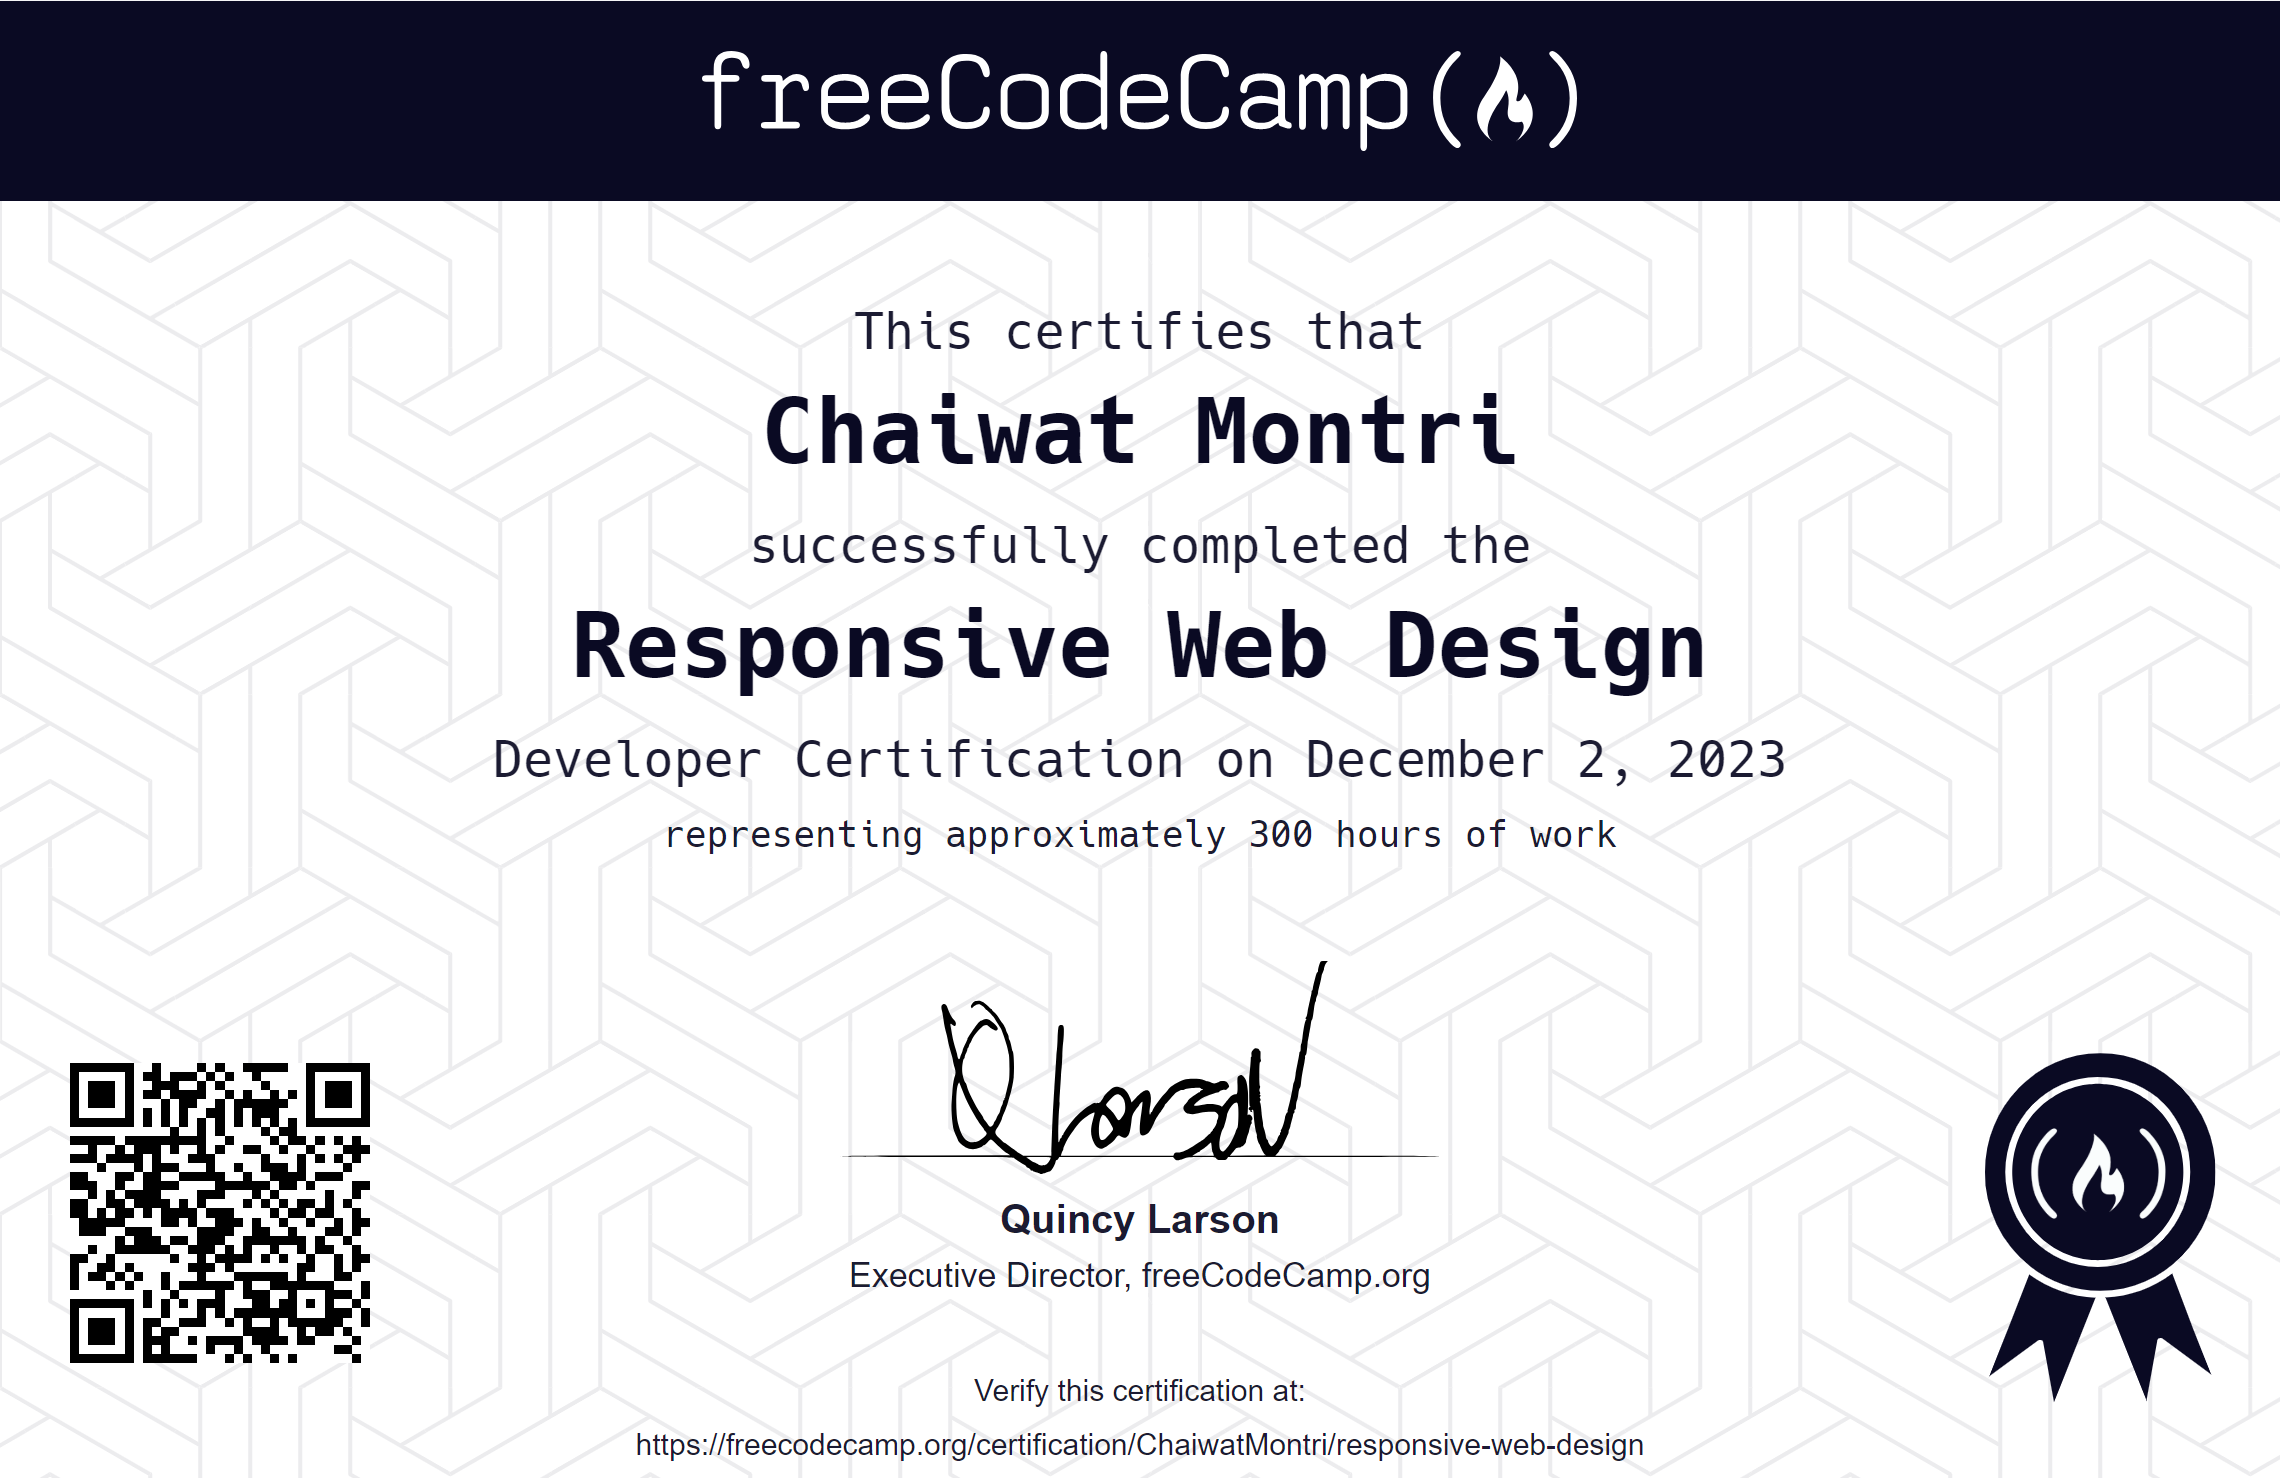 freeCodeCamp
This certifies that
Chaiwat Montri
successfully completed the
Responsive Web Design
Developer Certification on December 2, 2023
representing approximately 300 hours of work
Quincy Larson
Executive Director, freeCodeCamp.org
Verify this certification at:
https://freecodecamp.org/certification/ChaiwatMontri/responsive-web-design